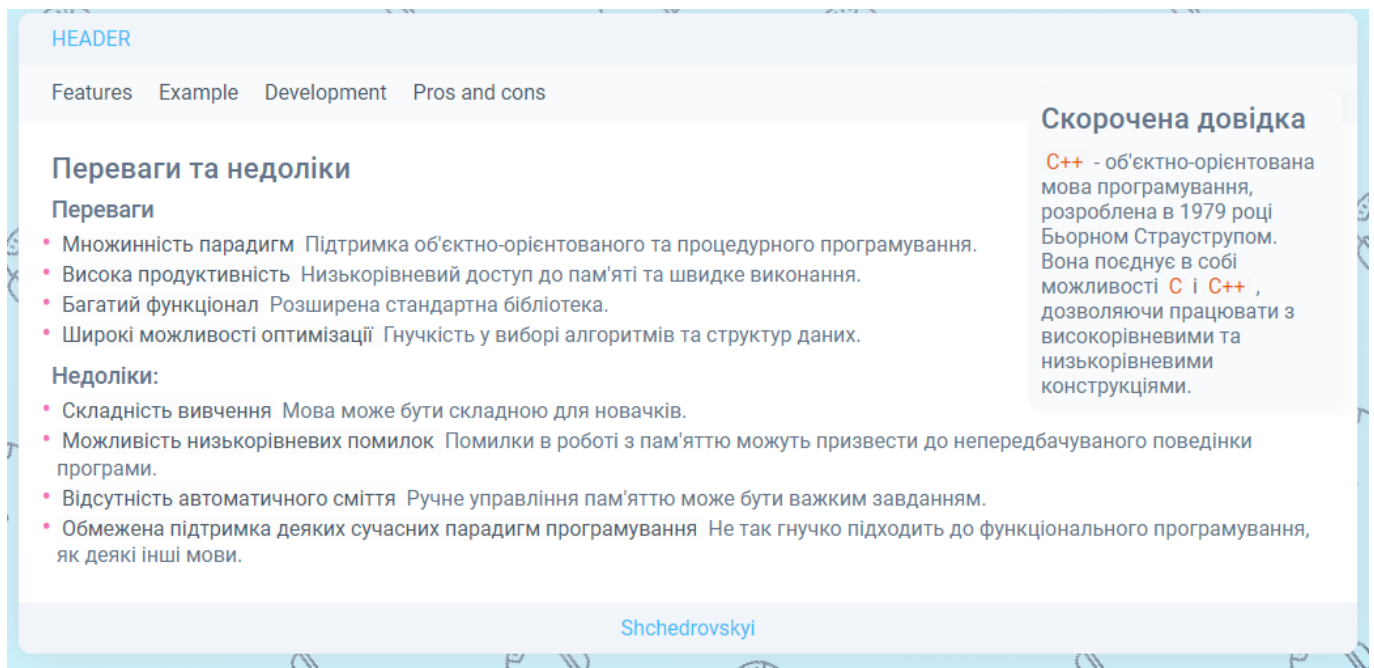 HEADER
Features Example Development Pros and cons
Переваги та недоліки
Переваги
• Множинність парадигм Підтримка об'єктно-орієнтованого та процедурного програмування.
• Висока продуктивність Низькорівневий доступ до пам'яті та швидке виконання.
• Багатий функціонал Розширена стандартна бібліотека.
• Широкі можливості оптимізації Гнучкість у виборі алгоритмів та структур даних.
Недоліки:
• Складність вивчення Мова може бути складною для новачків.
• Можливість низькорівневих помилок Помилки в роботі з пам'яттю можуть призвести до непередбачуваного поведінки
програми.
• Відсутність автоматичного сміття Ручне управління пам'яттю може бути важким завданням.
• Обмежена підтримка деяких сучасних парадигм програмування Не так гнучко підходить до функціонального програмування,
як деякі інші мови.
Скорочена довідка
C++ - об'єктно-орієнтована
мова програмування,
розроблена в 1979 році
Бьорном Страуструпом.
Вона поєднує в собі
можливості C і C++ ,
дозволяючи працювати з
високорівневими та
низькорівневими
конструкціями.
Shchedrovskyi